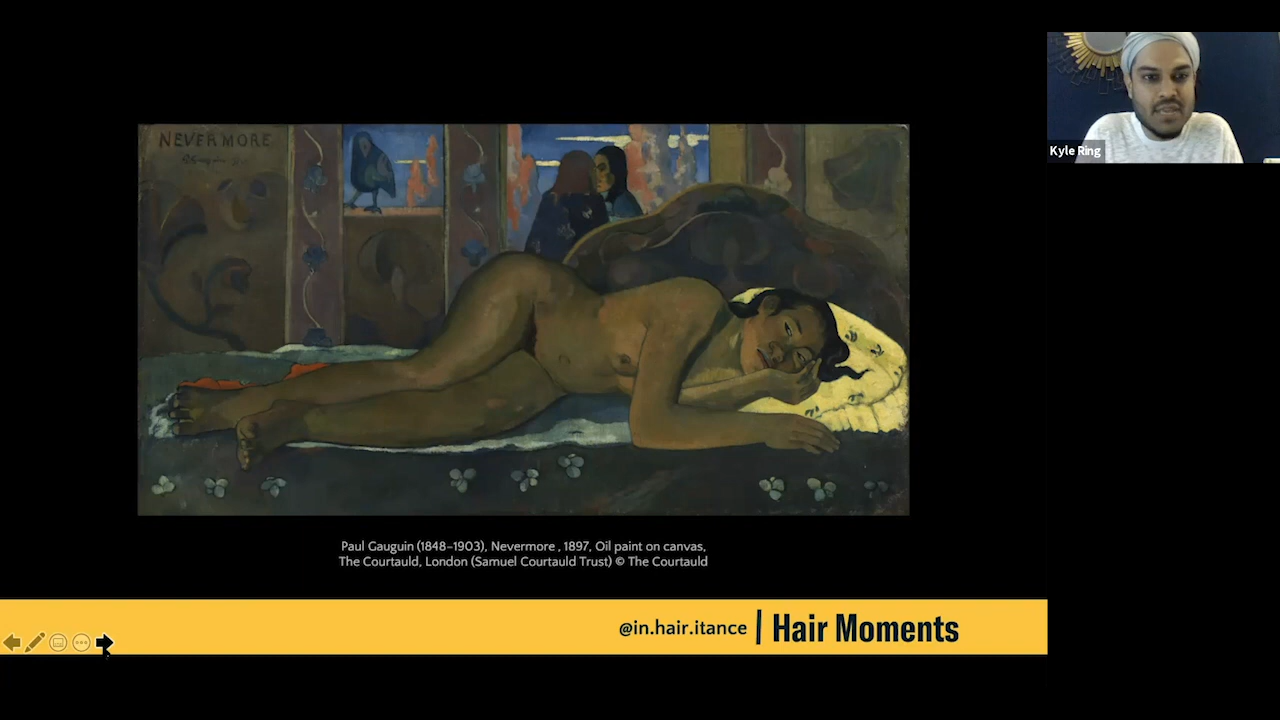 NEVERMORE
Kyle Ring
Paul Gauguin (1848–1903), Nevermore , 1897, Oil paint on canvas,
The Courtauld, London (Samuel Courtauld Trust) © The Courtauld
@in.hair.itance | Hair Moments